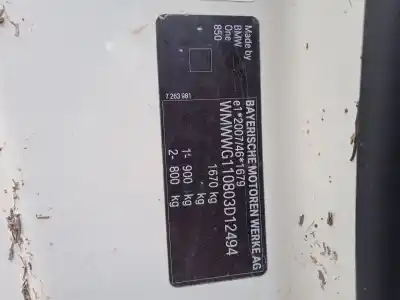 BAYERISCHE MOTOREN WERKE AG
e1*2007/46*1679
WMWWG110803D12494
1670 kg
kg
1- 900 kg
2- 800 kg
7 263 981
Made by
BMW
One
850